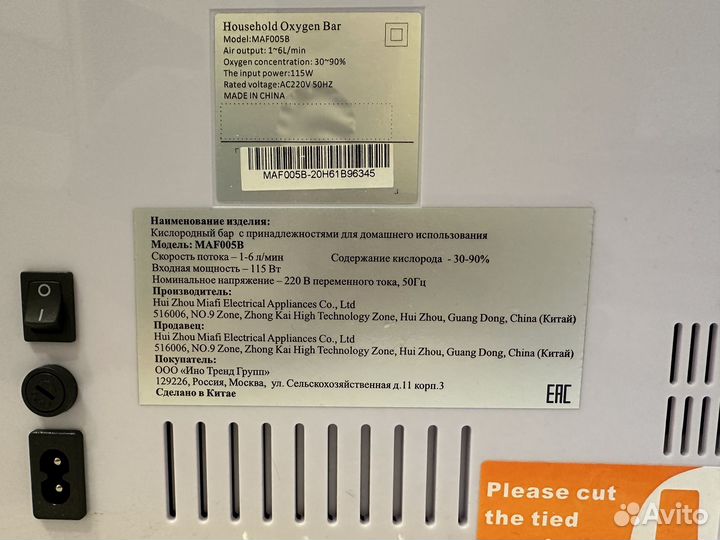 Household Oxygen Bar
Model:MAF005B
Air output: 1~6L/min
Oxygen concentration: 30~90%
The input power:115W
Rated voltage:AC220V 50HZ
MADE IN CHINA
MAF005B-20H61B96345
Наименование изделия:
Кислородный бар с принадлежностями для домашнего использования
Модель: MAF005B
Скорость потока – 1-6 л/мин Содержание кислорода - 30-90%
Входная мощность – 115 Вт
Номинальное напряжение – 220 В переменного тока, 50Гц
Производитель:
Hui Zhou Miafi Electrical Appliances Co., Ltd
516006, NO.9 Zone, Zhong Kai High Technology Zone, Hui Zhou, Guang Dong, China (Китай)
Продавец:
Hui Zhou Miafi Electrical Appliances Co., Ltd
516006, NO.9 Zone, Zhong Kai High Technology Zone, Hui Zhou, Guang Dong, China (Китай)
Покупатель:
ООО «Ино Тренд Групп»
129226, Россия, Москва, ул. Сельскохозяйственная д.11 корп.3
Сделано в Китае
EAC
O
I
Please cut
the tied
Avito